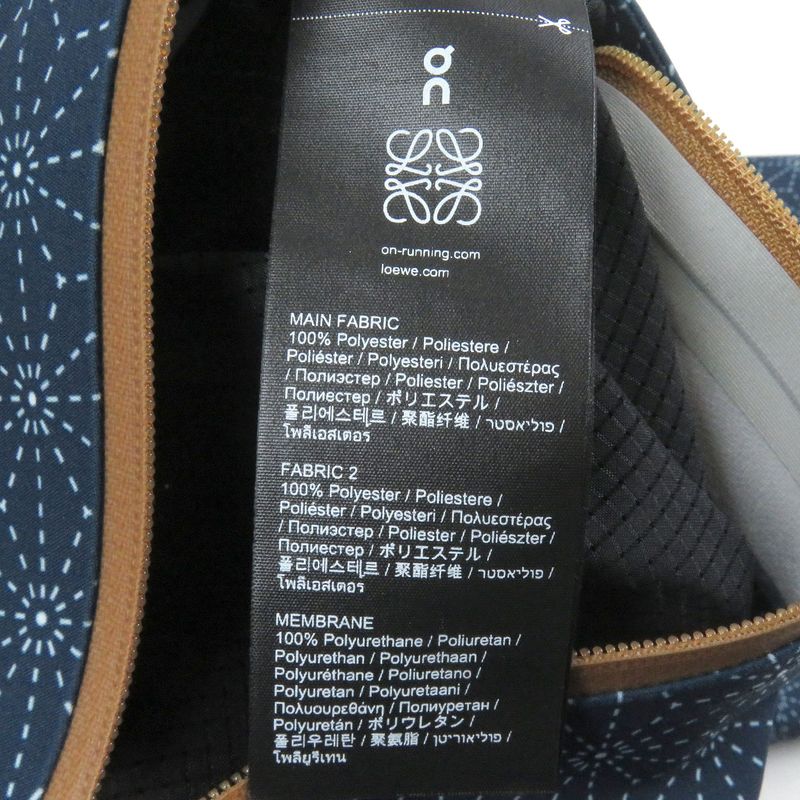 on
on-running.com
loewe.com
MAIN FABRIC
100% Polyester / Poliestere /
Poliéster / Polyesteri / Πολυεστέρας
/ Полиэстер / Poliester / Poliészter /
Полиестер / ポリエステル /
폴리에스테르 / 聚酯纤维 / פוליאסטר /
โพลีเอสเตอร
FABRIC 2
100% Polyester / Poliestere /
Poliéster / Polyesteri / Πολυεστέρας
/ Полиэстер / Poliester / Poliészter /
Полиестер / ポリエステル /
폴리에스테르 / 聚酯纤维 / פוליאסטר /
โพลีเอสเตอร
MEMBRANE
100% Polyurethane / Poliuretan /
Polyurethan / Polyurethaan /
Polyuréthane / Poliuretano /
Polyuretan / Polyuretaani /
Πολυουρεθάνη / Полиуретан /
Polyuretán / ポリウレタン /
폴리우레탄 / 聚氨脂 / פוליאוריטן /
โพลียูรีเทน